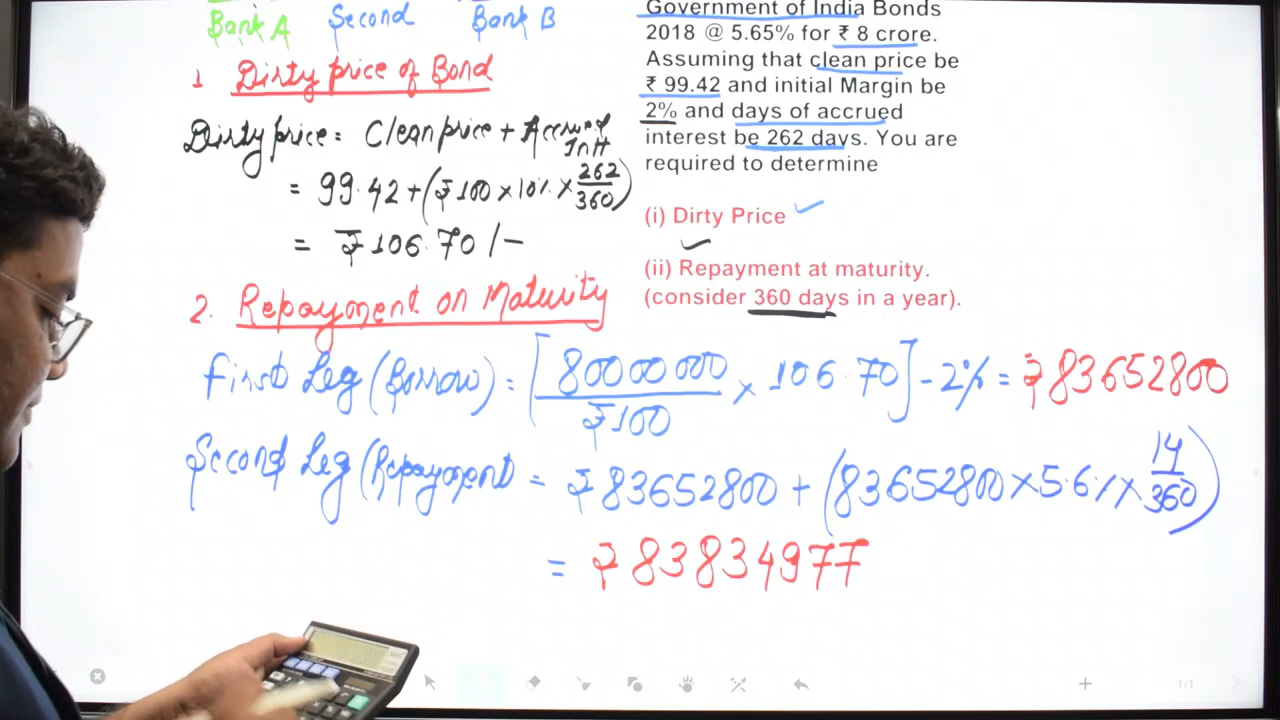 Bank A Second Bank B
1 Dirty price of Bond
Dirty price = Clean price + Accrued Intt
= 99.42 + (₹100 × 10% × 262/360)
= ₹106.70/-
2. Repayment on Maturity
First Leg (Borrow) = [80000000/₹100 × 106.70] - 2% = ₹83652800
Second Leg (Repayment = ₹83652800 + (83652800 × 5.6% × 14/360)
= ₹83834977
Government of India Bonds
2018 @ 5.65% for ₹ 8 crore.
Assuming that clean price be
₹ 99.42 and initial Margin be
2% and days of accrued
interest be 262 days. You are
required to determine
(i) Dirty Price
(ii) Repayment at maturity.
(consider 360 days in a year).
1/1